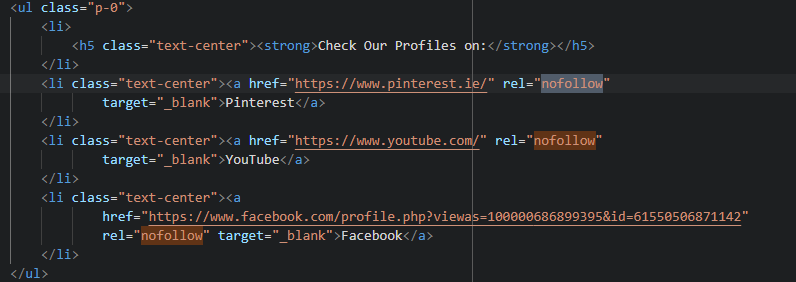 <ul class="p-0">
<li>
<h5 class="text-center"><strong>Check Our Profiles on:</strong></h5>
</li>
<li class="text-center"><a href="https://www.pinterest.ie/" rel="nofollow"
target="_blank">Pinterest</a>
</li>
<li class="text-center"><a href="https://www.youtube.com/" rel="nofollow"
target="_blank">YouTube</a>
</li>
<li class="text-center"><a
href="https://www.facebook.com/profile.php?viewas=100000686899395&id=61550506871142"
rel="nofollow" target="_blank">Facebook</a>
</li>
</ul>